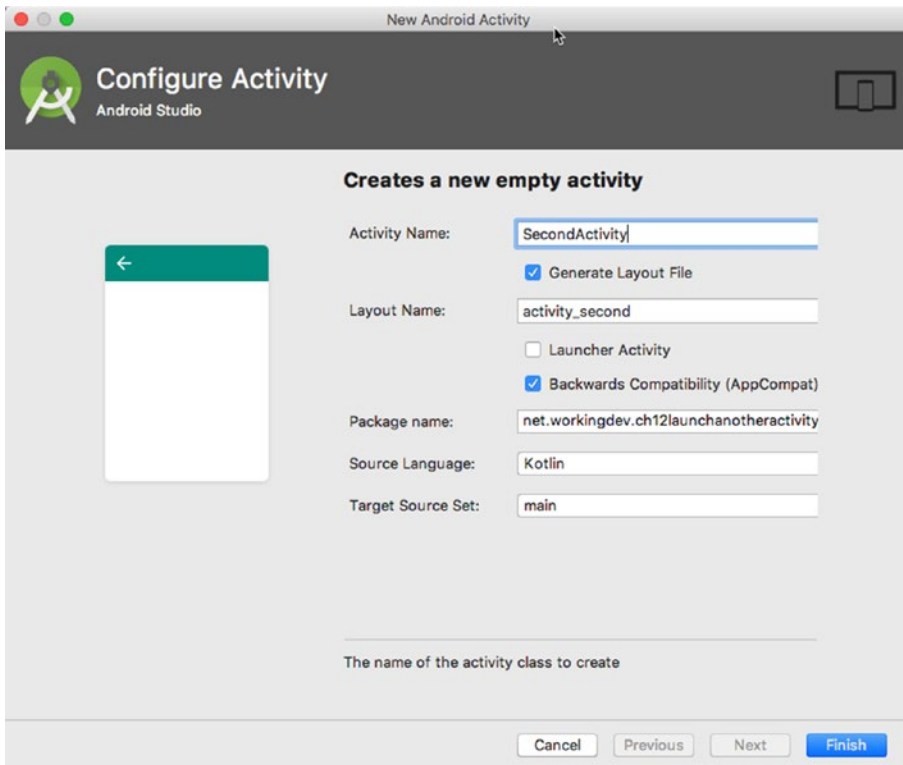 New Android Activity
Configure Activity
Android Studio
Creates a new empty activity
Activity Name:
SecondActivity
Generate Layout File
Layout Name:
activity_second
Launcher Activity
Backwards Compatibility (AppCompat)
Package name:
net.workingdev.ch12launchanotheractivity
Source Language:
Kotlin
Target Source Set:
main
The name of the activity class to create
Cancel
Previous
Next
Finish